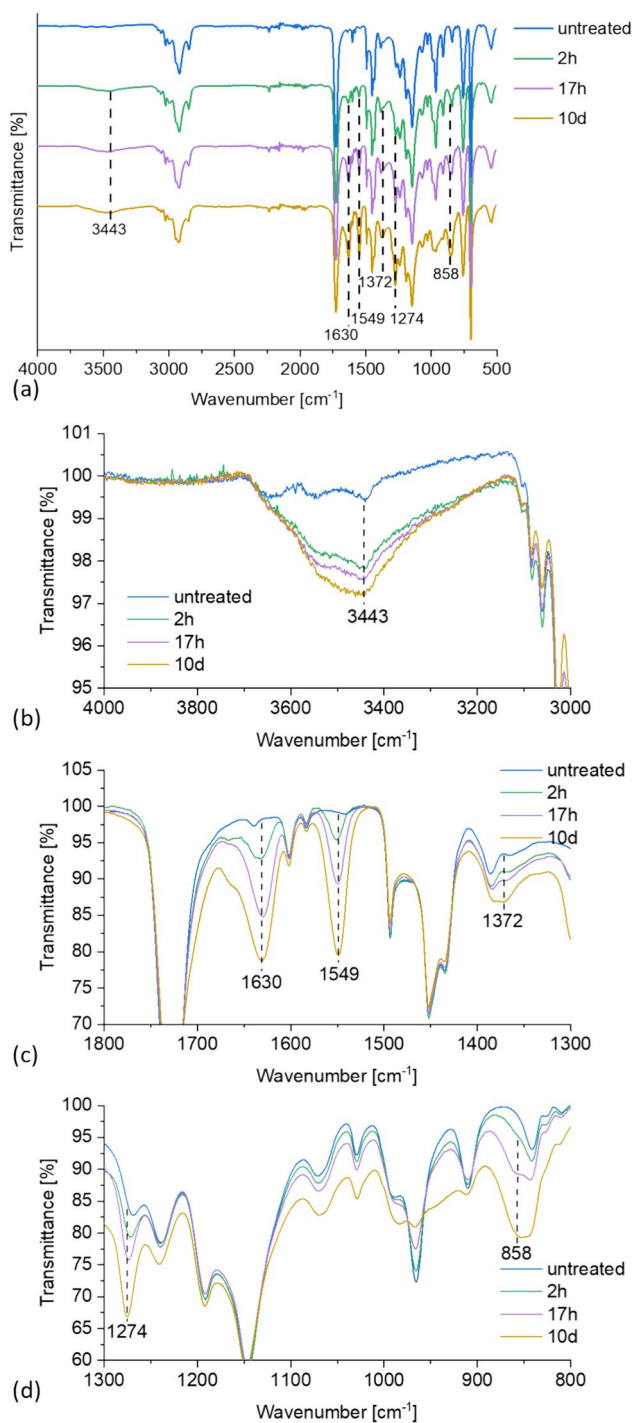 untreated
2h
17h
10d
Transmittance [%]
3443
1372
858
1549
1274
1630
4000 3500 3000 2500 2000 1500 1000 500
(a)
Wavenumber [cm-1]
101
100
99
98
97
96
95
Transmittance [%]
untreated
2h
17h
10d
3443
4000 3800 3600 3400 3200 3000
(b)
Wavenumber [cm-1]
105
100
95
90
85
80
75
70
Transmittance [%]
untreated
2h
17h
10d
1372
1630
1549
1800 1700 1600 1500 1400 1300
(c)
Wavenumber [cm-1]
100
95
90
85
80
75
70
65
60
Transmittance [%]
858
untreated
2h
17h
10d
1274
1300 1200 1100 1000 900 800
(d)
Wavenumber [cm-1]